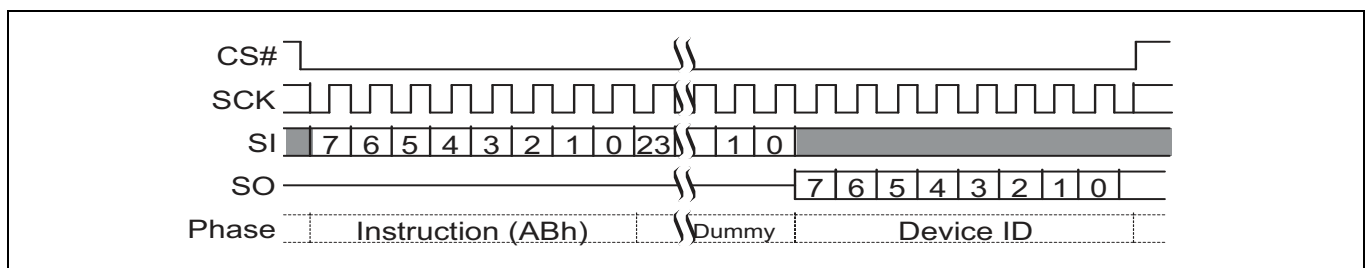 CS#
SCK
SI 7 6 5 4 3 2 1 0 23 1 0
SO 7 6 5 4 3 2 1 0
Phase Instruction (ABh) Dummy Device ID